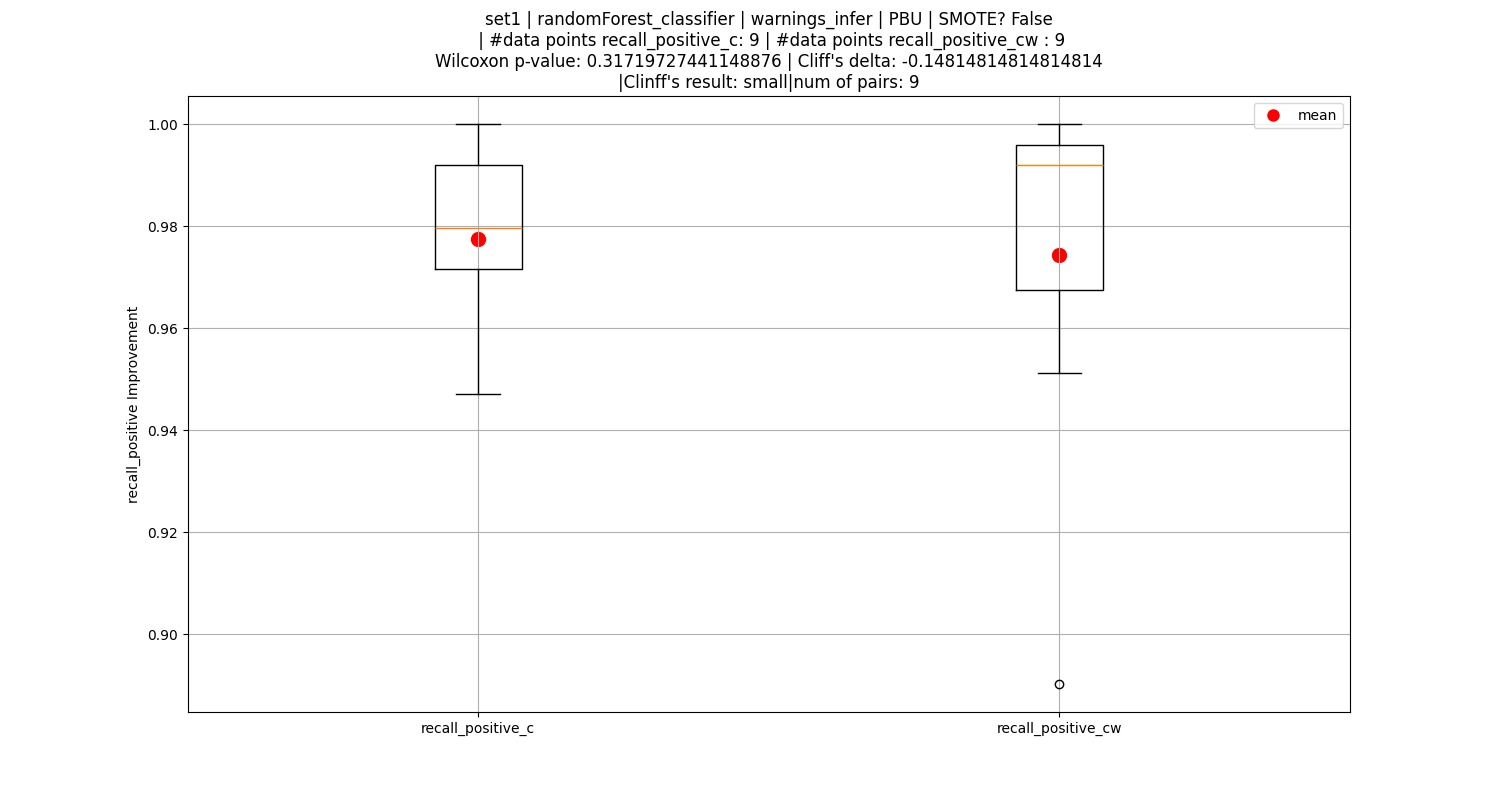 set1 | randomForest_classifier | warnings_infer | PBU | SMOTE? False
| #data points recall_positive_c: 9 | #data points recall_positive_cw : 9
Wilcoxon p-value: 0.31719727441148876 | Cliff's delta: -0.14814814814814814
|Clinff's result: small|num of pairs: 9
mean
1.00
0.98
0.96
0.94
0.92
0.90
recall_positive Improvement
recall_positive_c
recall_positive_cw